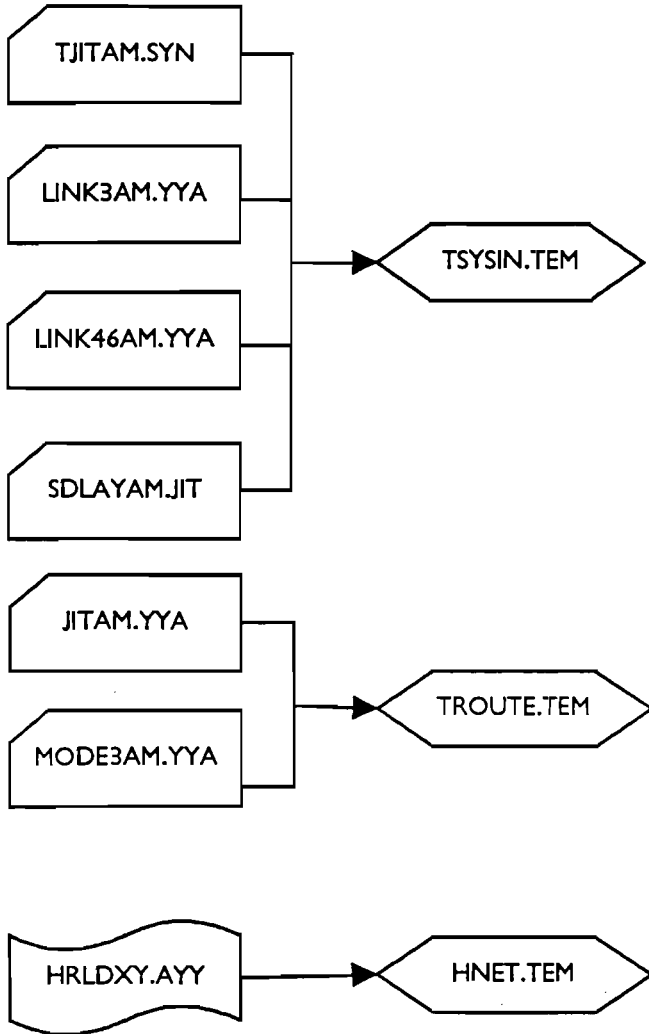 TJITAM.SYN
LINK3AM.YYA
TSYSIN.TEM
LINK46AM.YYA
SDLAYAM.JIT
JITAM.YYA
TROUTE.TEM
MODE3AM.YYA
HRLDXY.AYY
HNET.TEM